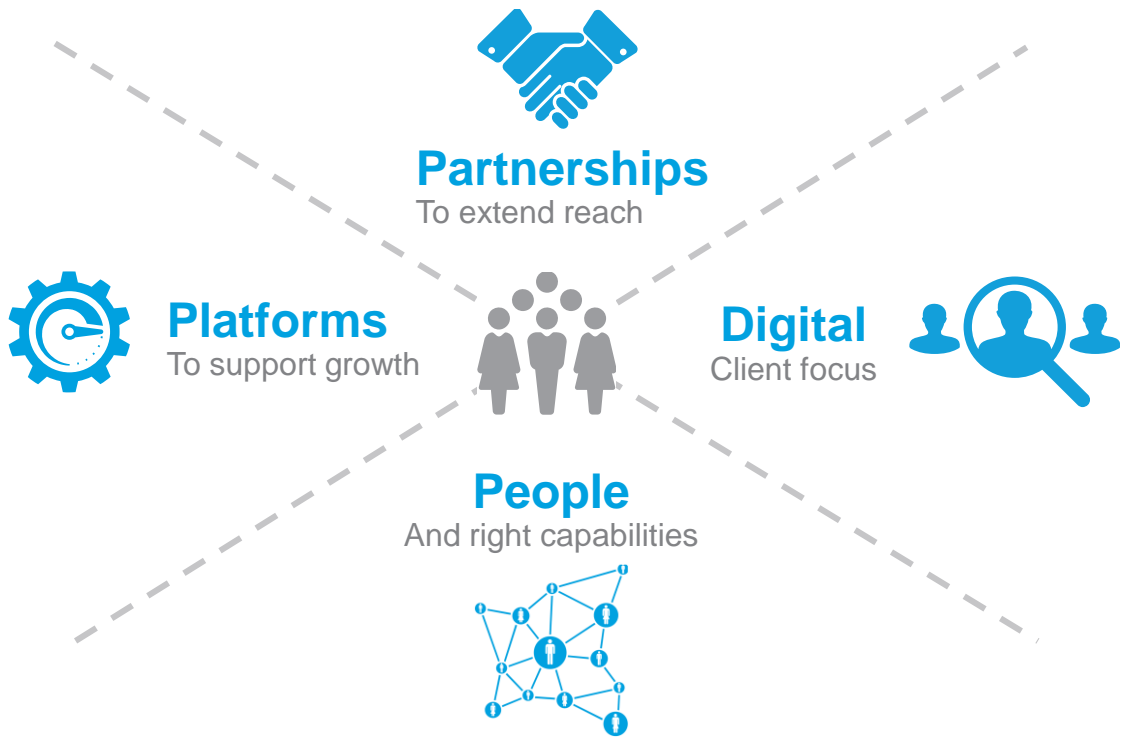 Partnerships
To extend reach
Platforms
To support growth
Digital
Client focus
People
And right capabilities